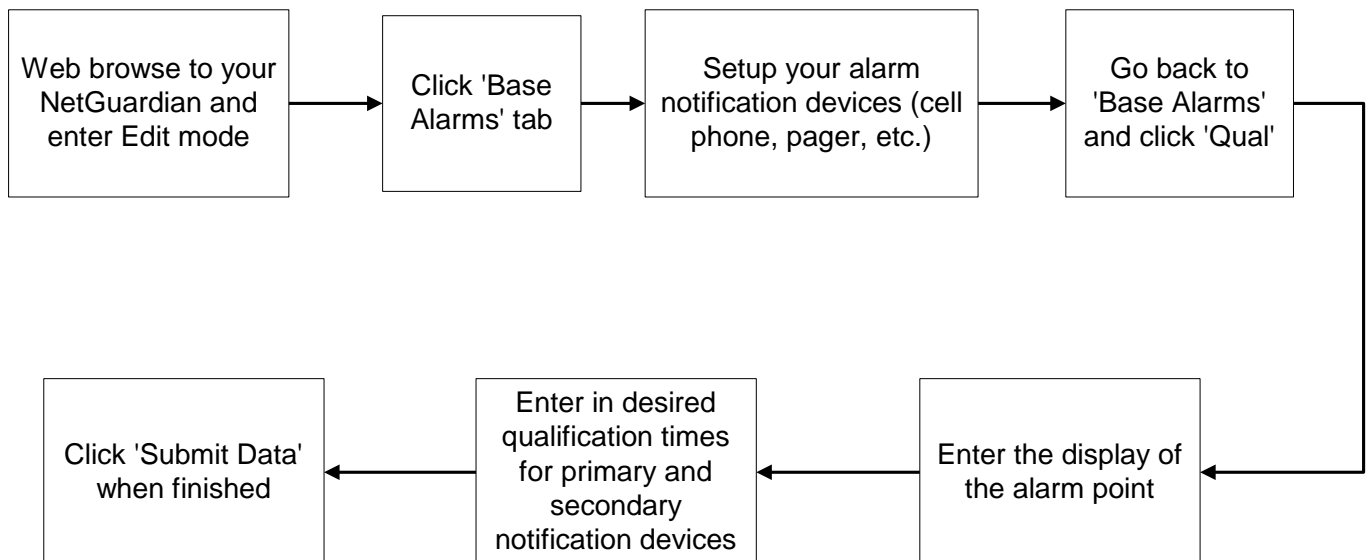 Web browse to your
NetGuardian and
enter Edit mode
Click 'Base
Alarms' tab
Setup your alarm
notification devices (cell
phone, pager, etc.)
Go back to
'Base Alarms'
and click 'Qual'
Enter the display of
the alarm point
Enter in desired
qualification times
for primary and
secondary
notification devices
Click 'Submit Data'
when finished